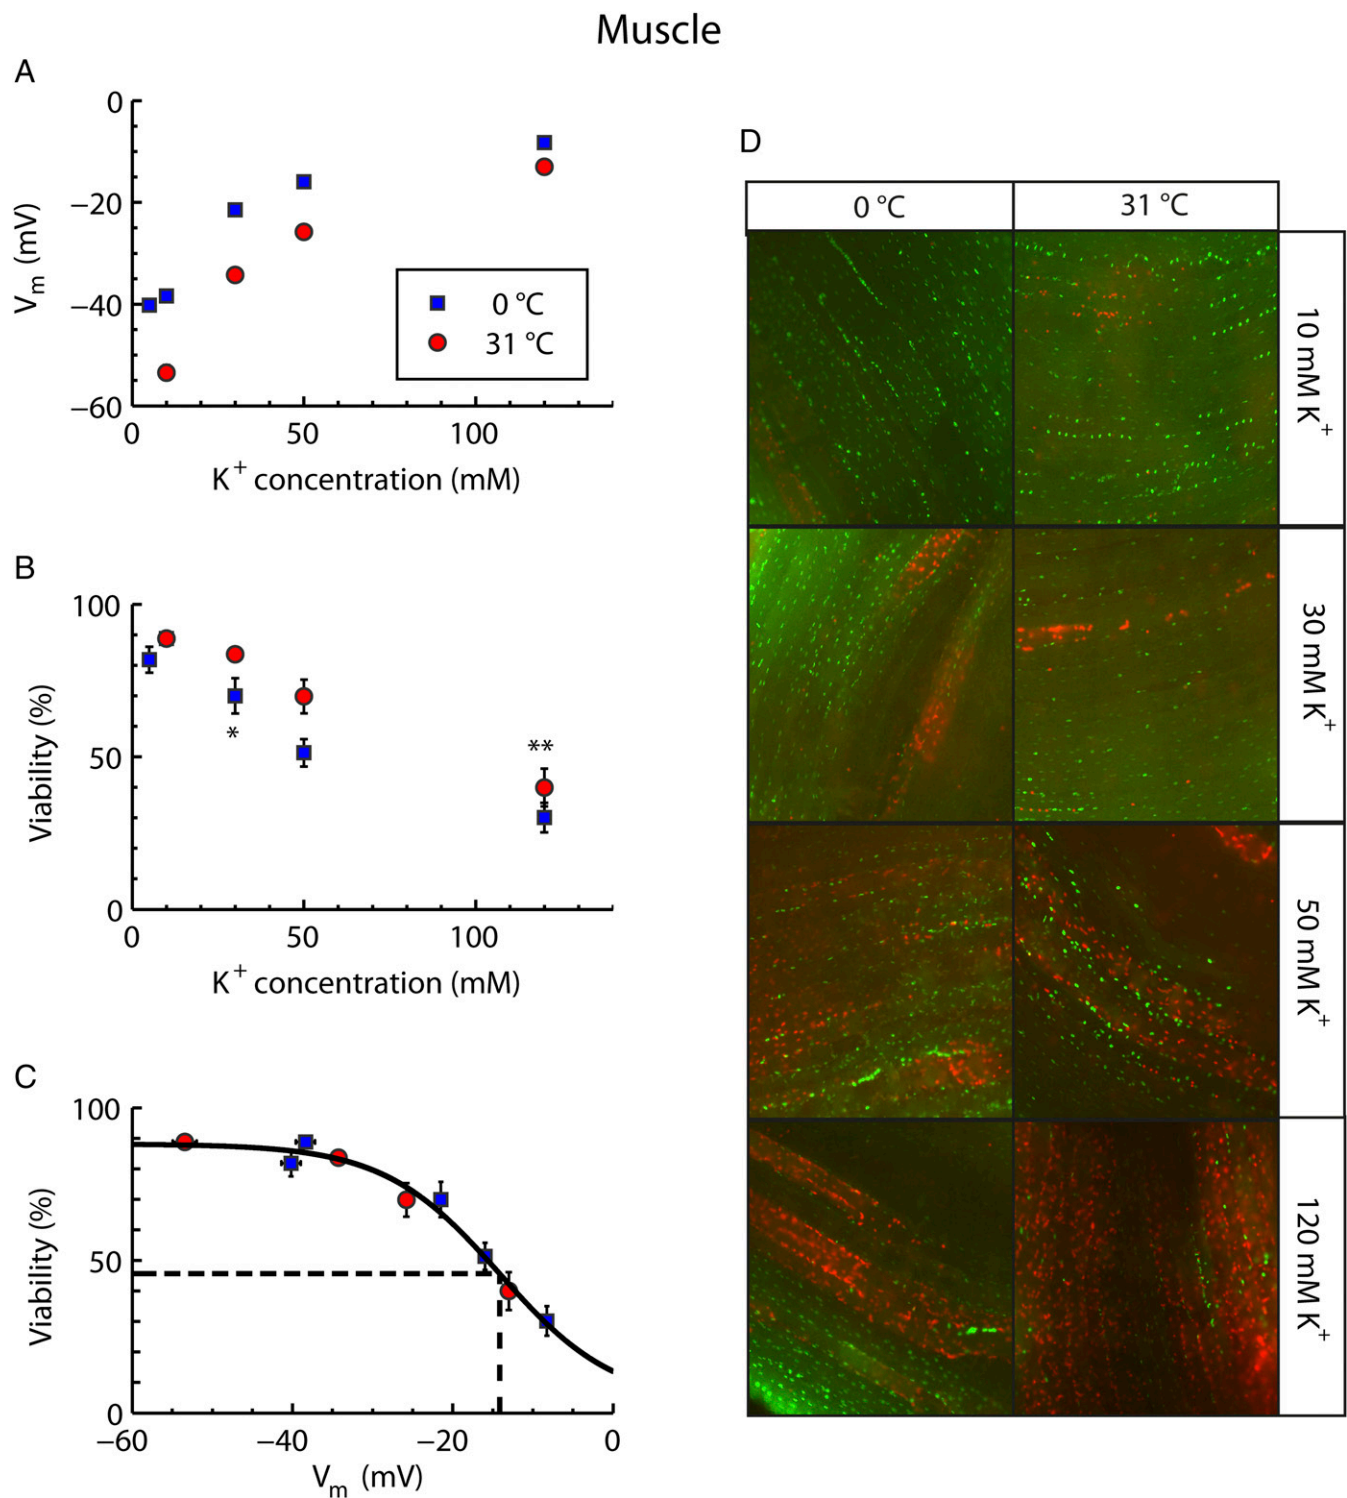 Muscle
A
0
−20
−40
−60
V_m (mV)
0 °C
31 °C
0 50 100
K⁺ concentration (mM)
B
100
50
0
Viability (%)
*
**
0 50 100
K⁺ concentration (mM)
C
100
50
0
Viability (%)
−60 −40 −20 0
V_m (mV)
D
0 °C 31 °C
10 mM K⁺
30 mM K⁺
50 mM K⁺
120 mM K⁺